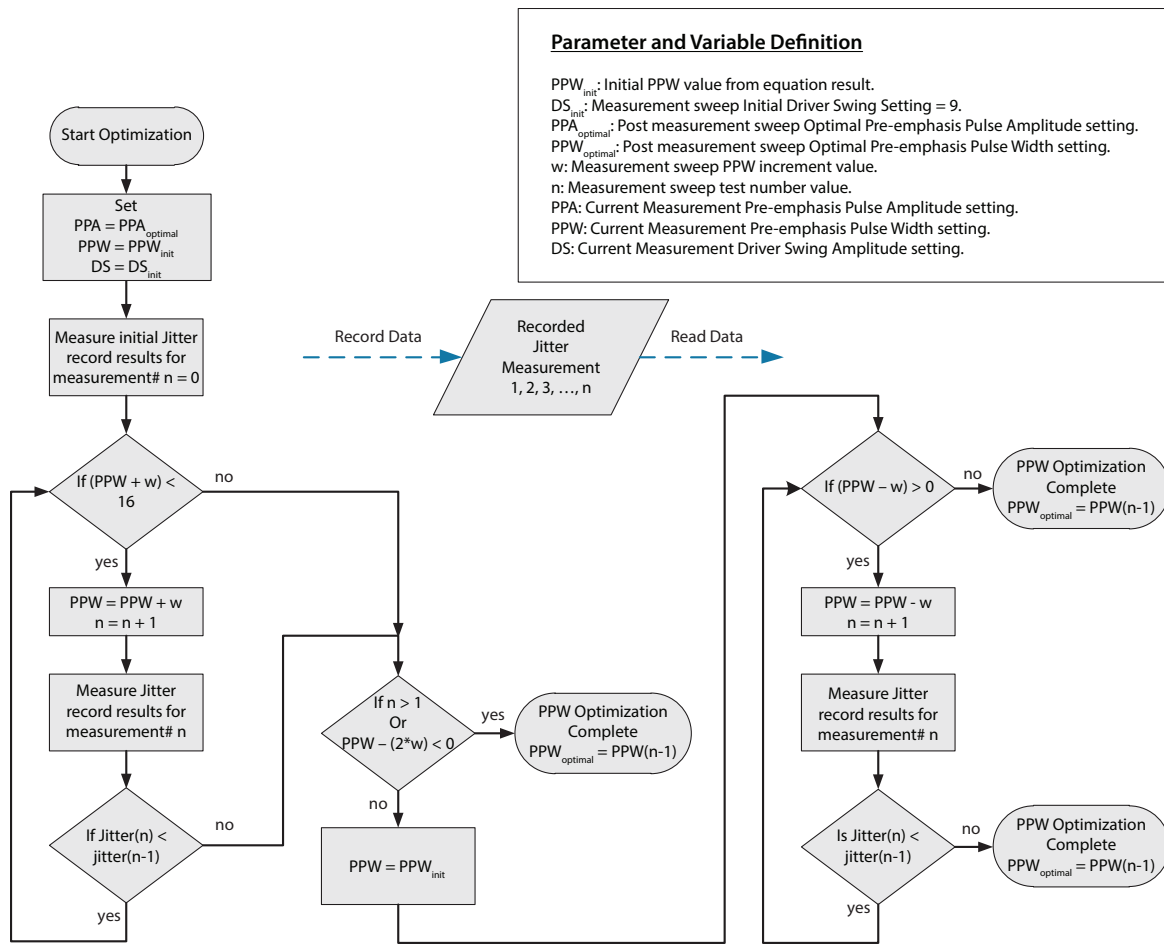 Parameter and Variable Definition
PPWinit: Initial PPW value from equation result.
DSinit: Measurement sweep Initial Driver Swing Setting = 9.
PPAoptimal: Post measurement sweep Optimal Pre-emphasis Pulse Amplitude setting.
PPWoptimal: Post measurement sweep Optimal Pre-emphasis Pulse Width setting.
w: Measurement sweep PPW increment value.
n: Measurement sweep test number value.
PPA: Current Measurement Pre-emphasis Pulse Amplitude setting.
PPW: Current Measurement Pre-emphasis Pulse Width setting.
DS: Current Measurement Driver Swing Amplitude setting.
Start Optimization
Set
PPA = PPAoptimal
PPW = PPWinit
DS = DSinit
Measure initial Jitter
record results for
measurement# n = 0
Record Data
Recorded
Jitter
Measurement
1, 2, 3, …, n
Read Data
If (PPW + w) <
16
no
yes
PPW = PPW + w
n = n + 1
Measure Jitter
record results for
measurement# n
If Jitter(n) <
jitter(n-1)
no
yes
If n > 1
Or
PPW – (2*w) < 0
yes
PPW Optimization
Complete
PPWoptimal = PPW(n-1)
no
PPW = PPWinit
If (PPW – w) > 0
no
PPW Optimization
Complete
PPWoptimal = PPW(n-1)
yes
PPW = PPW - w
n = n + 1
Measure Jitter
record results for
measurement# n
Is Jitter(n) <
jitter(n-1)
no
PPW Optimization
Complete
PPWoptimal = PPW(n-1)
yes